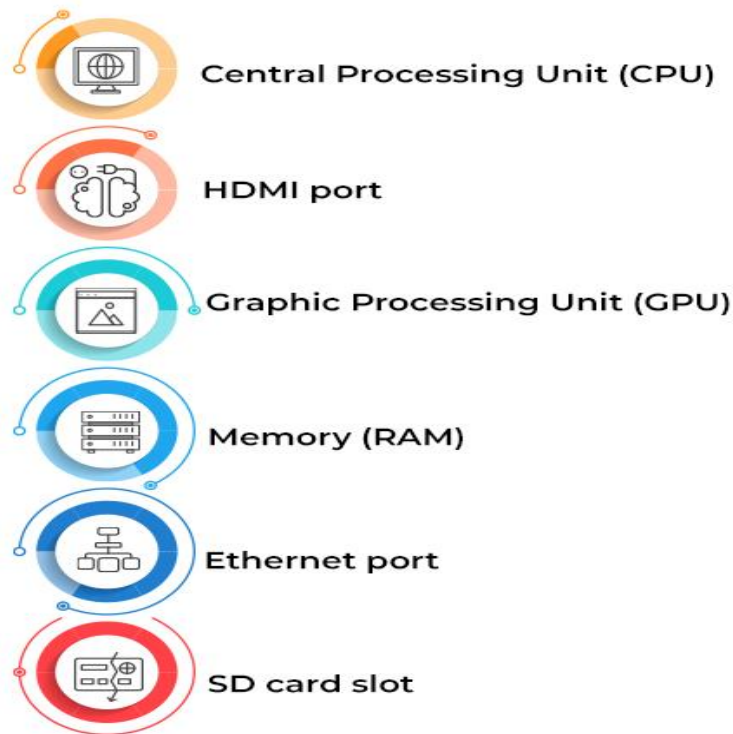 Central Processing Unit (CPU)
HDMI port
Graphic Processing Unit (GPU)
Memory (RAM)
Ethernet port
SD card slot